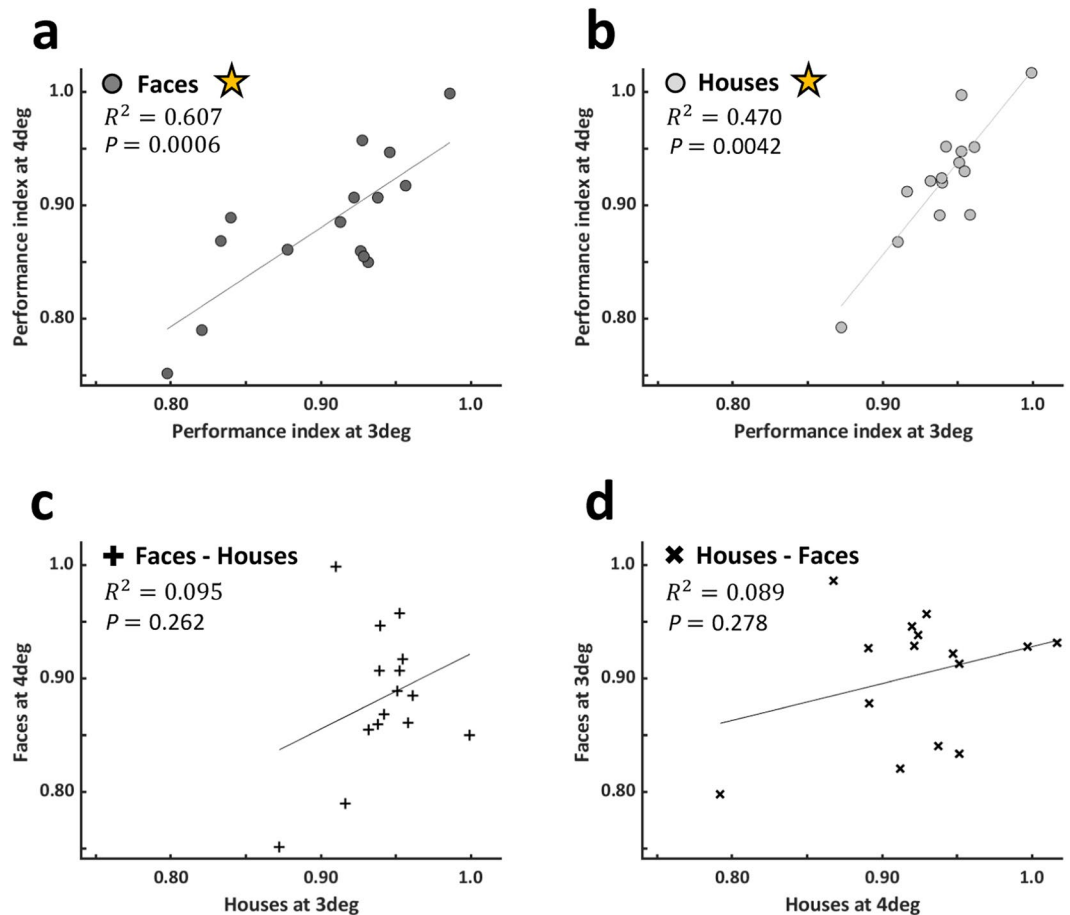 a
Faces
R² = 0.607
P = 0.0006
1.0
0.90
0.80
Performance index at 4deg
0.80 0.90 1.0
Performance index at 3deg
b
Houses
R² = 0.470
P = 0.0042
1.0
0.90
0.80
Performance index at 4deg
0.80 0.90 1.0
Performance index at 3deg
c
Faces - Houses
R² = 0.095
P = 0.262
1.0
0.90
0.80
Faces at 4deg
0.80 0.90 1.0
Houses at 3deg
d
Houses - Faces
R² = 0.089
P = 0.278
1.0
0.90
0.80
Faces at 3deg
0.80 0.90 1.0
Houses at 4deg